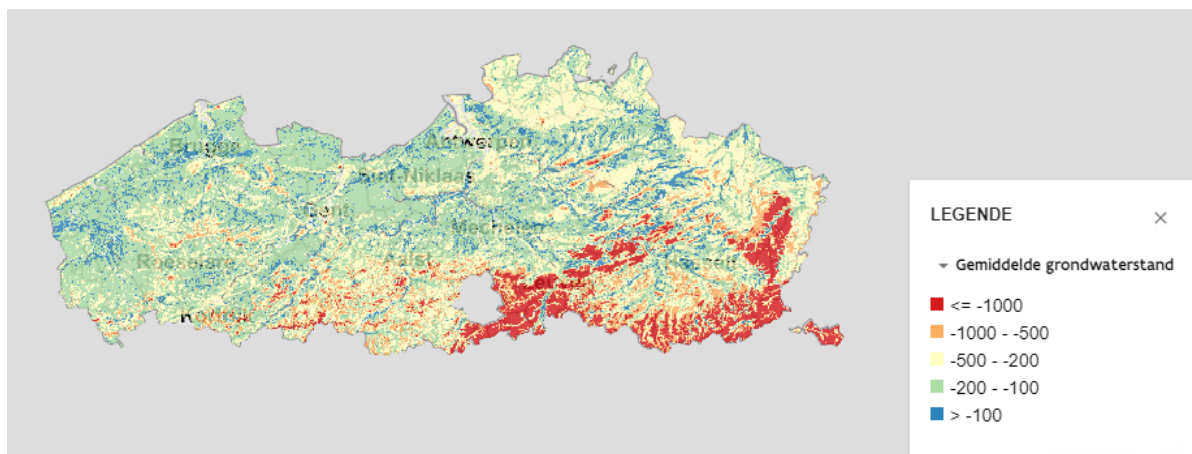 Brugge
Antwerpen
Sint-Niklaas
Gent
Mechelen
Roeselare
Aalst
Hasselt
Kortrijk
LEGENDE
Gemiddelde grondwaterstand
<= -1000
-1000 - -500
-500 - -200
-200 - -100
> -100